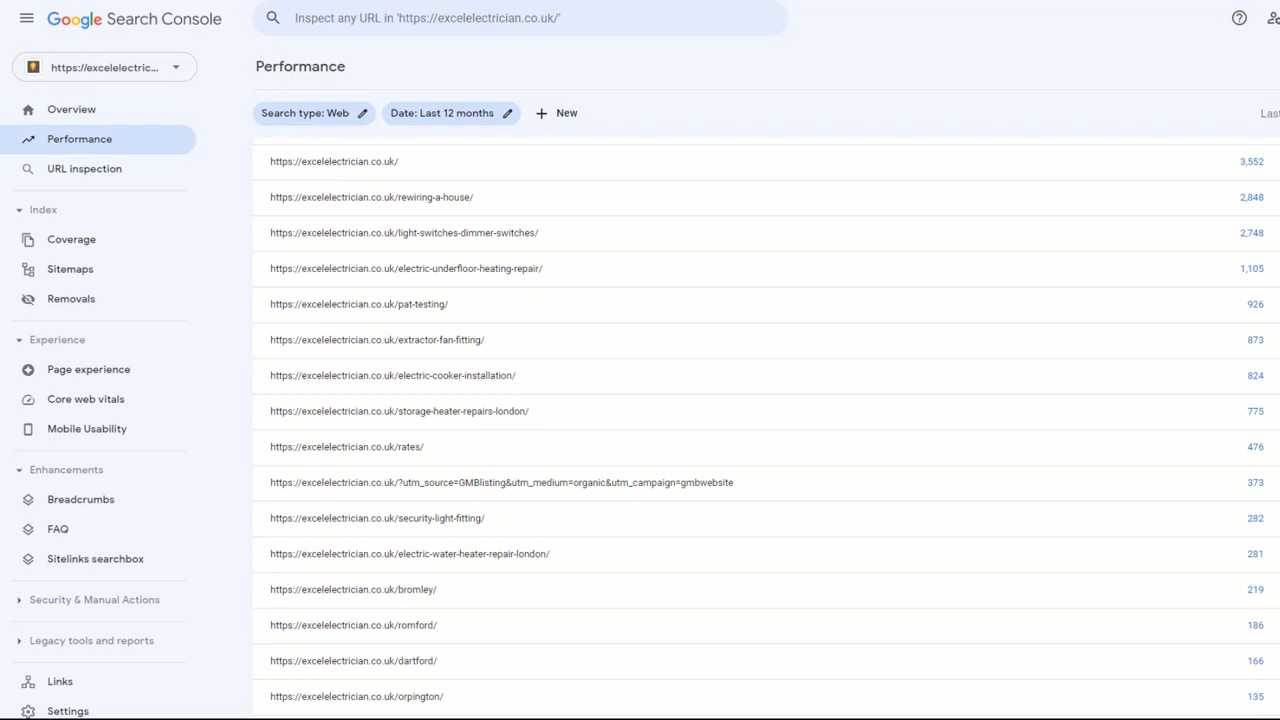 Google Search Console
Inspect any URL in 'https://excelelectrician.co.uk/'
https://excelelectric...
Overview
Performance
URL inspection
Index
Coverage
Sitemaps
Removals
Experience
Page experience
Core web vitals
Mobile Usability
Enhancements
Breadcrumbs
FAQ
Sitelinks searchbox
Security & Manual Actions
Legacy tools and reports
Links
Settings
Performance
Search type: Web Date: Last 12 months New Last
https://excelelectrician.co.uk/ 3,552
https://excelelectrician.co.uk/rewiring-a-house/ 2,848
https://excelelectrician.co.uk/light-switches-dimmer-switches/ 2,748
https://excelelectrician.co.uk/electric-underfloor-heating-repair/ 1,105
https://excelelectrician.co.uk/pat-testing/ 926
https://excelelectrician.co.uk/extractor-fan-fitting/ 873
https://excelelectrician.co.uk/electric-cooker-installation/ 824
https://excelelectrician.co.uk/storage-heater-repairs-london/ 775
https://excelelectrician.co.uk/rates/ 476
https://excelelectrician.co.uk/?utm_source=GMBlisting&utm_medium=organic&utm_campaign=gmbwebsite 373
https://excelelectrician.co.uk/security-light-fitting/ 282
https://excelelectrician.co.uk/electric-water-heater-repair-london/ 281
https://excelelectrician.co.uk/bromley/ 219
https://excelelectrician.co.uk/romford/ 186
https://excelelectrician.co.uk/dartford/ 166
https://excelelectrician.co.uk/orpington/ 135